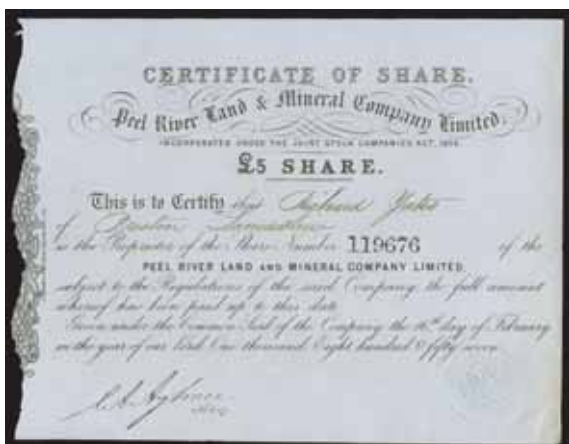 CERTIFICATE OF SHARE.
Peel River Land & Mineral Company Limited,
INCORPORATED UNDER THE JOINT STOCK COMPANIES ACT, 1856
£5 SHARE.
This is to Certify that Richard Yates
of Preston Lancashire
is the Proprietor of the Share Number 119676 of the
PEEL RIVER LAND AND MINERAL COMPANY LIMITED,
subject to the Regulations of the said Company, the full amount
whereof has been paid up to this date
Given under the Common Seal of the Company the 10th day of February
in the year of our Lord One thousand Eight hundred & fifty seven